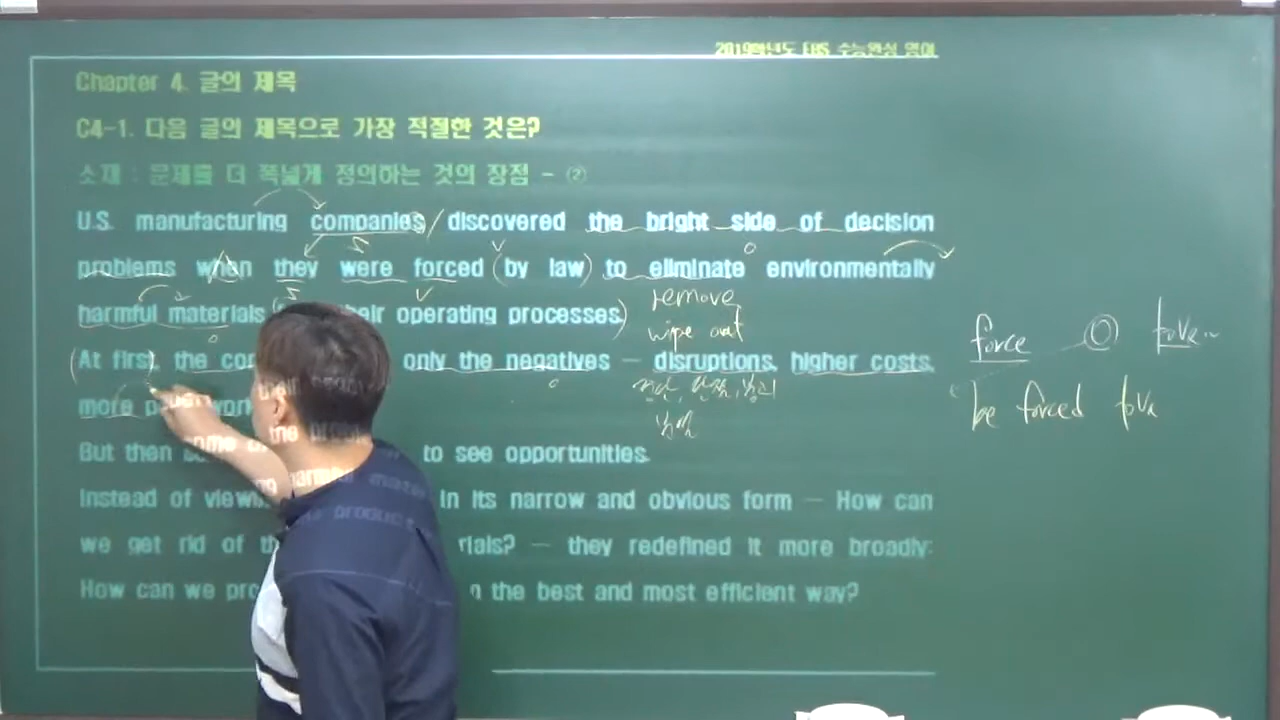 2019학년도 EBS 수능완성 영어
Chapter 4. 글의 제목
C4-1. 다음 글의 제목으로 가장 적절한 것은?
소재 : 문제를 더 폭넓게 정의하는 것의 장점 - ②
U.S. manufacturing companies discovered the bright side of decision
problems when they were forced (by law) to eliminate environmentally
harmful materials operating processes.
remove
wipe out
At first, the only the negatives — disruptions, higher costs,
more
But then to see opportunities.
Instead of in its narrow and obvious form — How can
we get rid of — they redefined it more broadly:
How can we the best and most efficient way?
force O to V
be forced to V